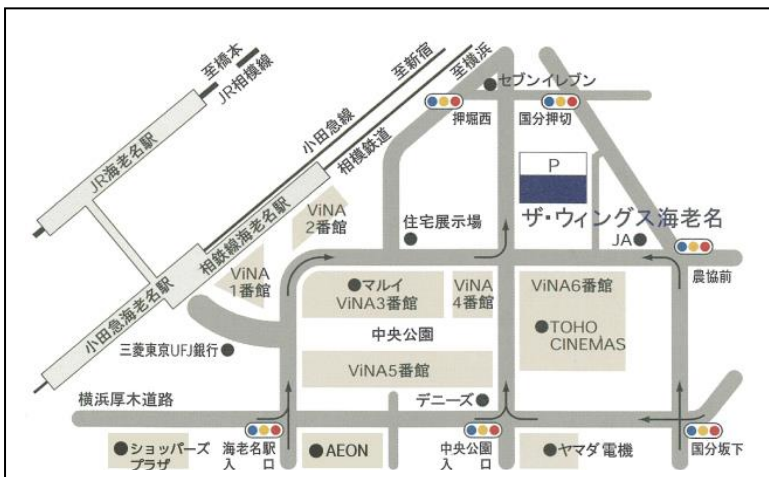 至橋本
JR相模線
JR海老名駅
小田急線
至新宿
相模鉄道
至横浜
相鉄線海老名駅
小田急海老名駅
セブンイレブン
押堀西
国分押切
P
ザ・ウィングス海老名
JA
農協前
住宅展示場
ViNA
2番館
ViNA
1番館
マルイ
ViNA3番館
ViNA
4番館
ViNA6番館
TOHO
CINEMAS
中央公園
三菱東京UFJ銀行
ViNA5番館
横浜厚木道路
デニーズ
ショッパーズ
プラザ
海老名駅
入口
AEON
中央公園
入口
ヤマダ電機
国分坂下